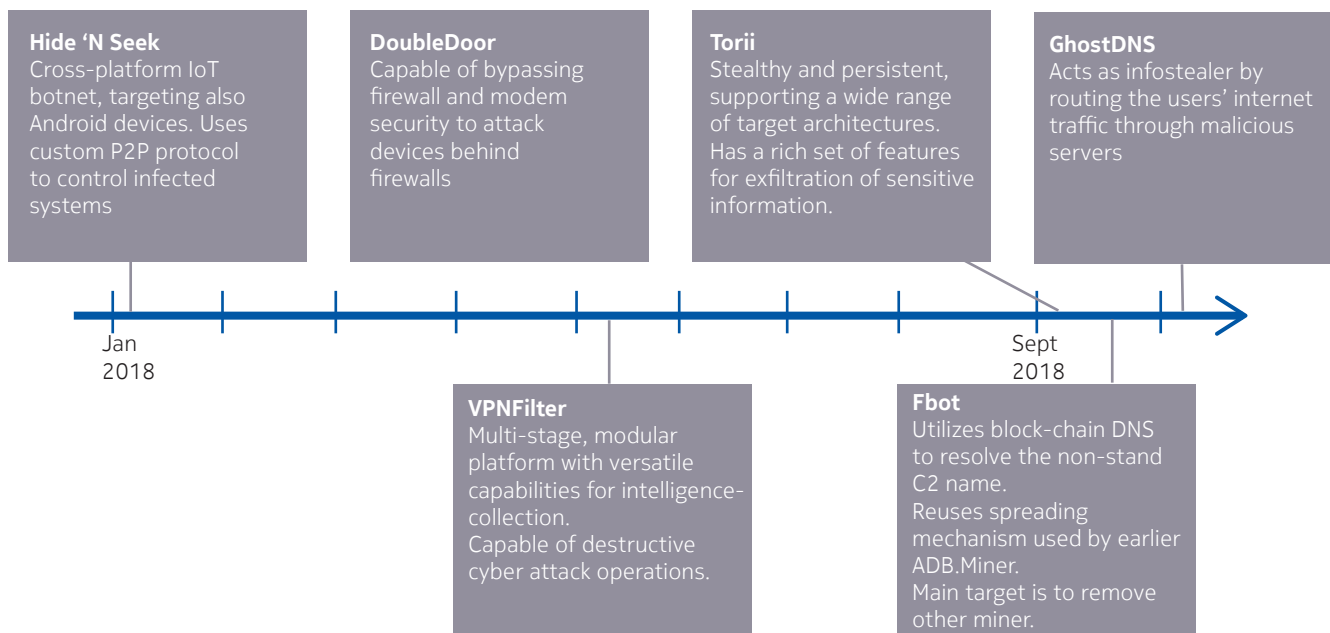 Hide ‘N Seek
Cross-platform IoT
botnet, targeting also
Android devices. Uses
custom P2P protocol
to control infected
systems
DoubleDoor
Capable of bypassing
firewall and modem
security to attack
devices behind
firewalls
Torii
Stealthy and persistent,
supporting a wide range
of target architectures.
Has a rich set of features
for exfiltration of sensitive
information.
GhostDNS
Acts as infostealer by
routing the users’ internet
traffic through malicious
servers
Jan
2018
Sept
2018
VPNFilter
Multi-stage, modular
platform with versatile
capabilities for intelligence-
collection.
Capable of destructive
cyber attack operations.
Fbot
Utilizes block-chain DNS
to resolve the non-stand
C2 name.
Reuses spreading
mechanism used by earlier
ADB.Miner.
Main target is to remove
other miner.